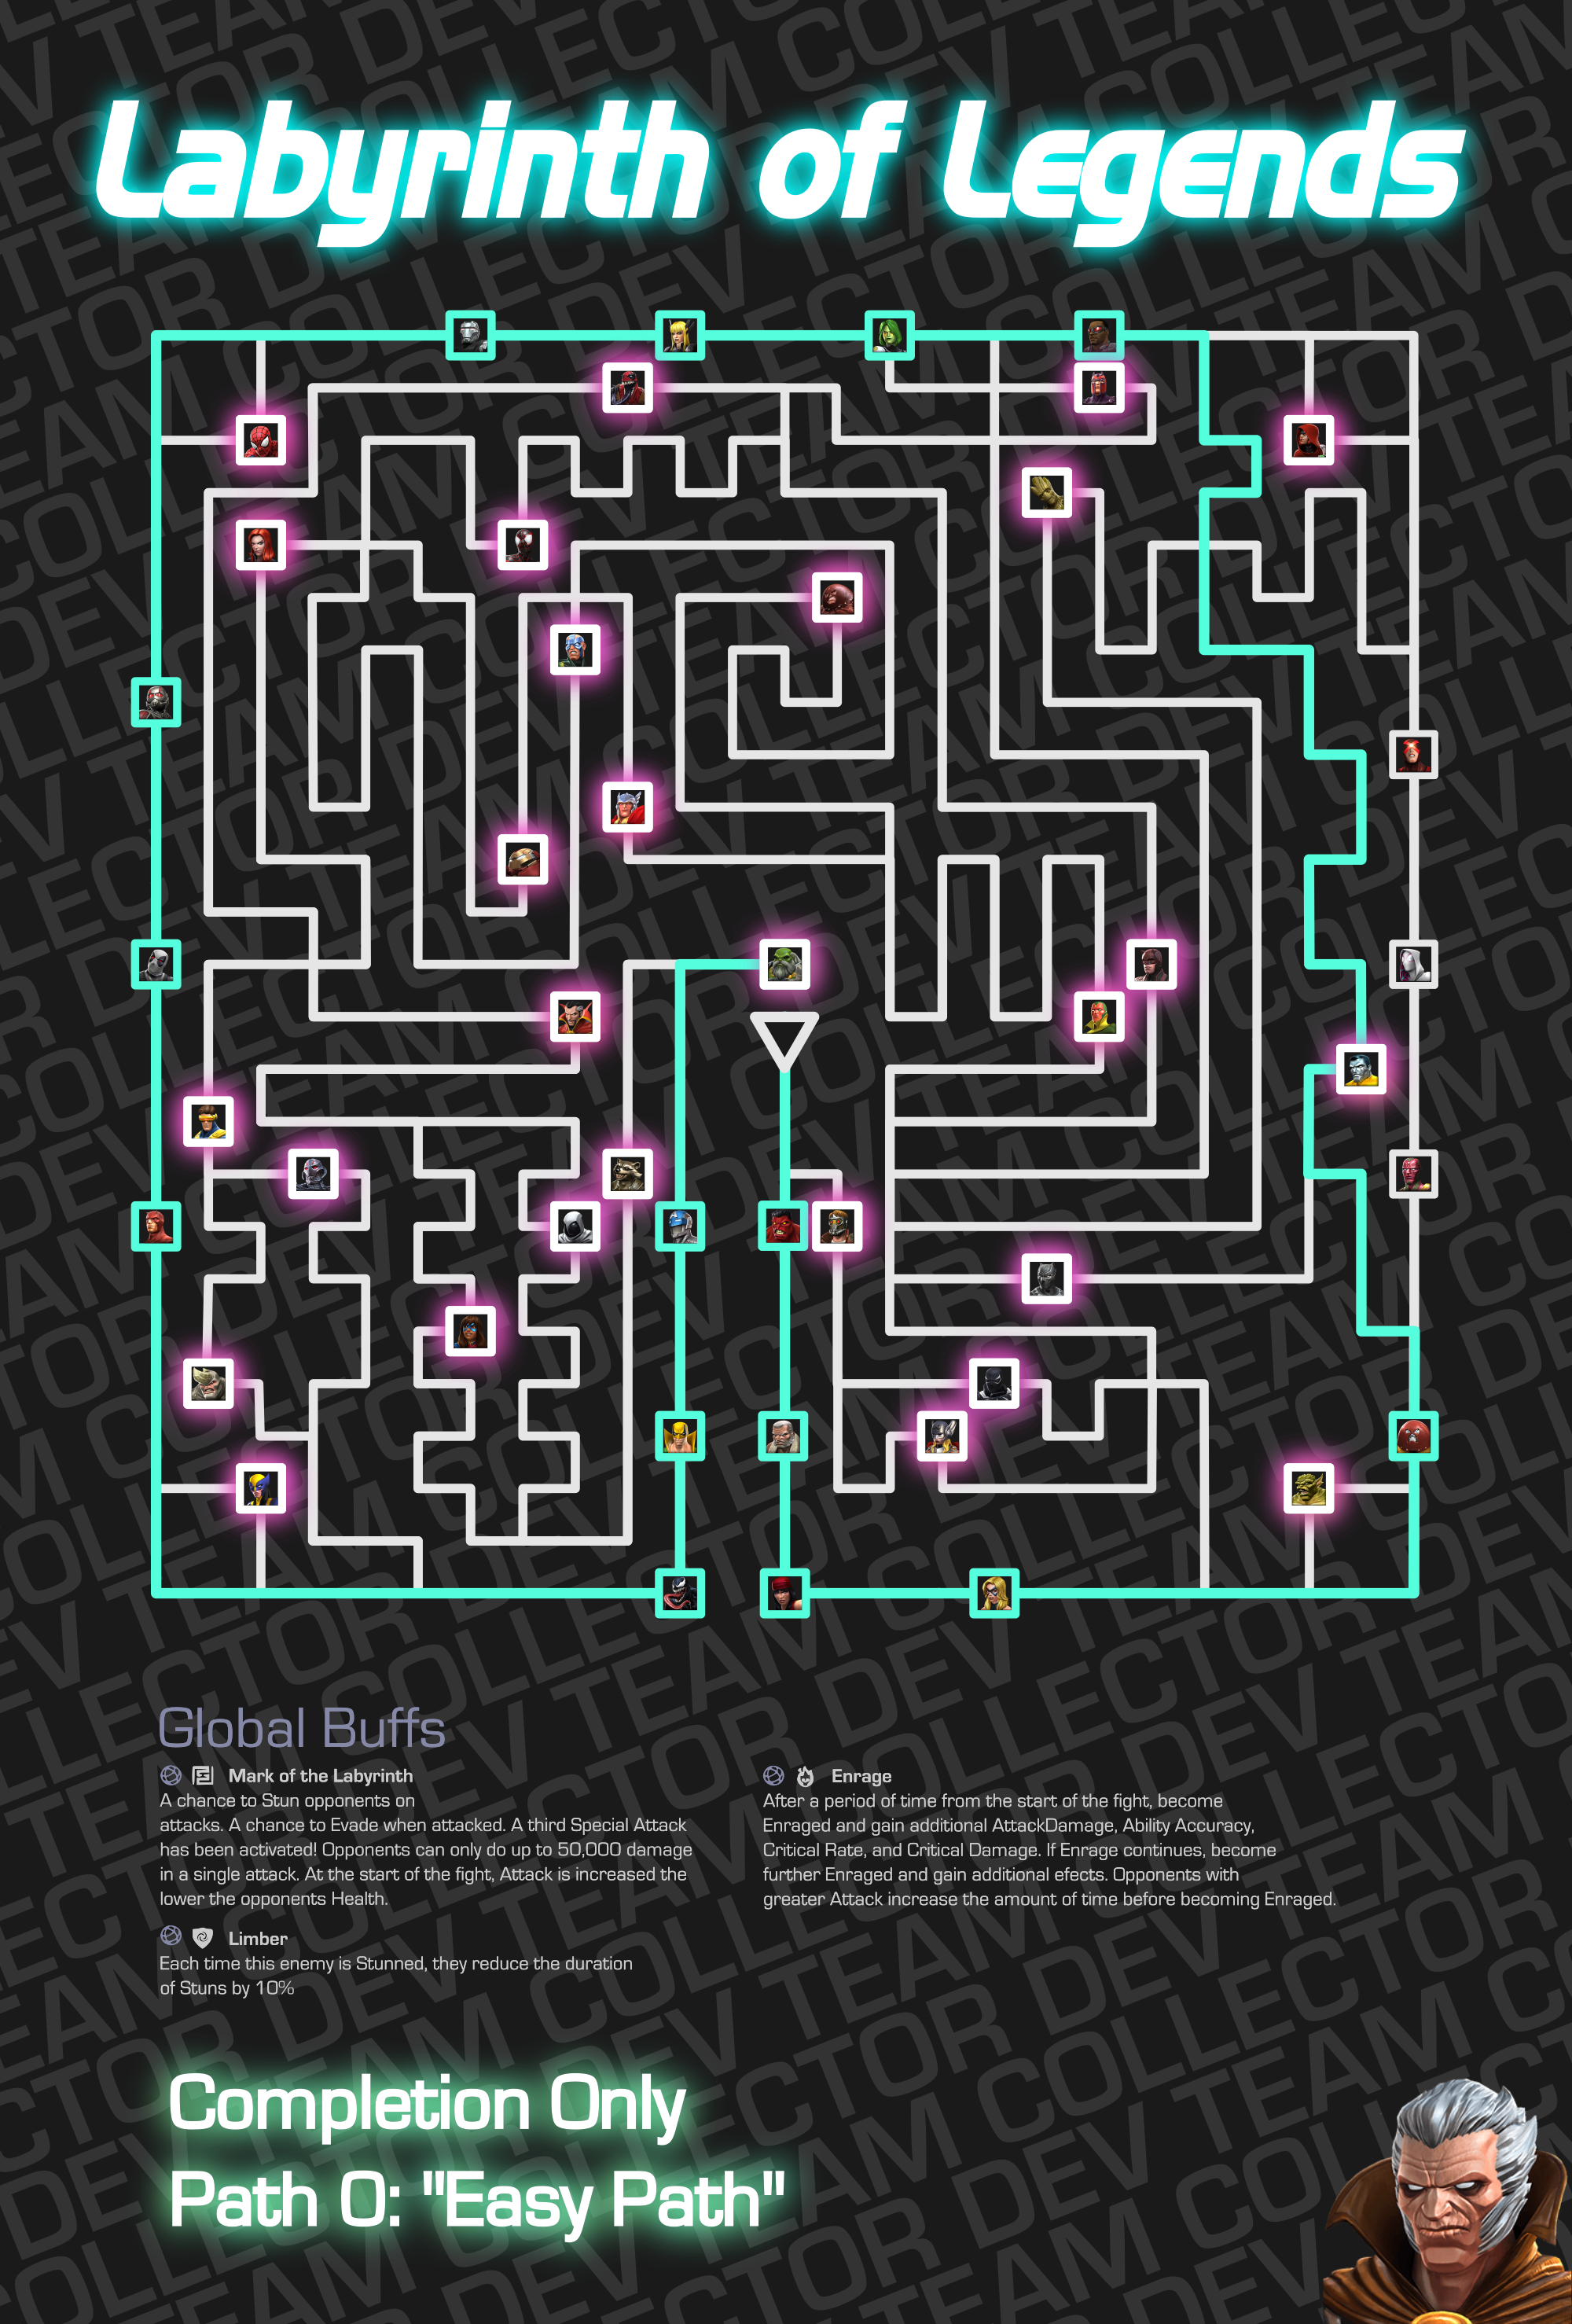 Labyrinth of Legends
Global Buffs
Mark of the Labyrinth
A chance to Stun opponents on
attacks. A chance to Evade when attacked. A third Special Attack
has been activated! Opponents can only do up to 50,000 damage
in a single attack. At the start of the fight, Attack is increased the
lower the opponents Health.
Limber
Each time this enemy is Stunned, they reduce the duration
of Stuns by 10%
Enrage
After a period of time from the start of the fight, become
Enraged and gain additional AttackDamage, Ability Accuracy,
Critical Rate, and Critical Damage. If Enrage continues, become
further Enraged and gain additional efects. Opponents with
greater Attack increase the amount of time before becoming Enraged.
Completion Only
Path 0: "Easy Path"
COLLECTOR DEV TEAM